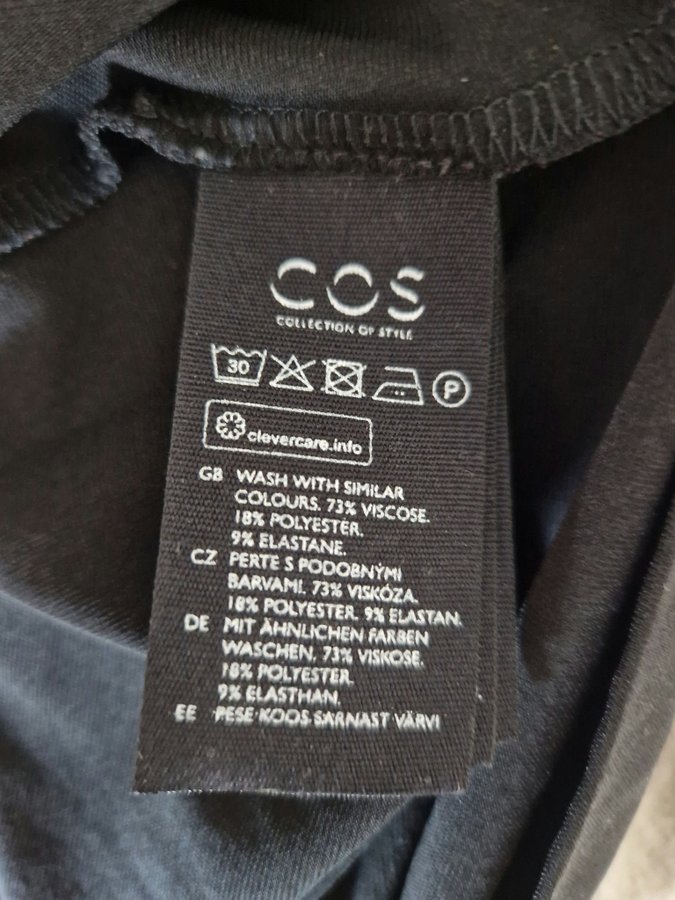 COS
COLLECTION OF STYLE
30 P
clevercare.info
GB WASH WITH SIMILAR
COLOURS. 73% VISCOSE.
18% POLYESTER.
9% ELASTANE.
CZ PERTE S PODOBNÝMI
BARVAMI. 73% VISKÓZA.
18% POLYESTER. 9% ELASTAN.
DE MIT ÄHNLICHEN FARBEN
WASCHEN. 73% VISKOSE.
18% POLYESTER.
9% ELASTHAN.
EE PESE KOOS SARNAST VÄRVI